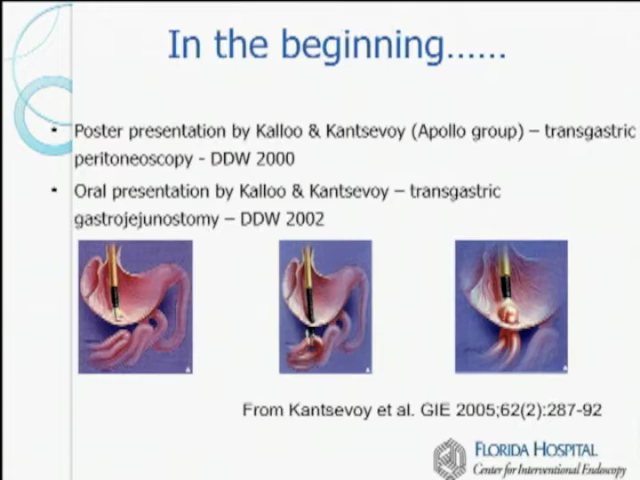 In the beginning......
• Poster presentation by Kalloo & Kantsevoy (Apollo group) – transgastric
peritoneoscopy - DDW 2000
• Oral presentation by Kalloo & Kantsevoy – transgastric
gastrojejunostomy – DDW 2002
From Kantsevoy et al. GIE 2005;62(2):287-92
FLORIDA HOSPITAL
Center for Interventional Endoscopy